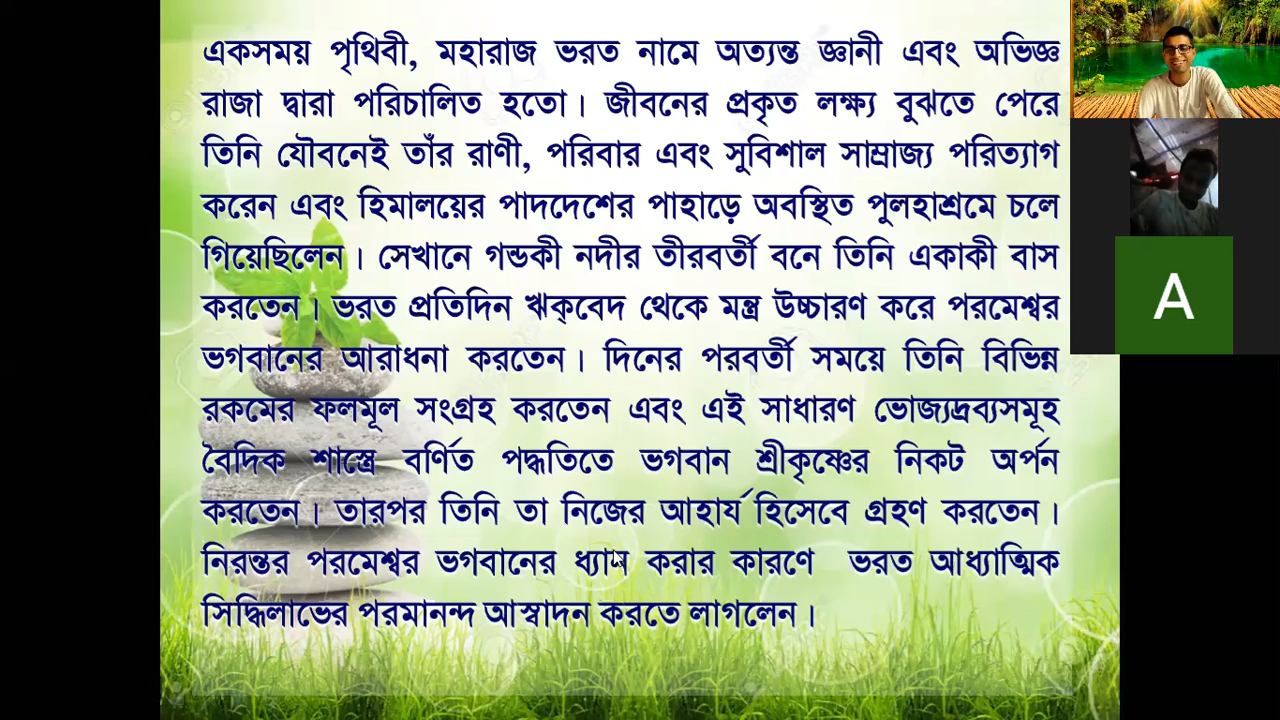 একসময় পৃথিবী, মহারাজ ভরত নামে অত্যন্ত জ্ঞানী এবং অভিজ্ঞ
রাজা দ্বারা পরিচালিত হতো। জীবনের প্রকৃত লক্ষ্য বুঝতে পেরে
তিনি যৌবনেই তাঁর রাণী, পরিবার এবং সুবিশাল সাম্রাজ্য পরিত্যাগ
করেন এবং হিমালয়ের পাদদেশের পাহাড়ে অবস্থিত পুলহাশ্রমে চলে
গিয়েছিলেন। সেখানে গন্ডকী নদীর তীরবর্তী বনে তিনি একাকী বাস
করতেন। ভরত প্রতিদিন ঋক্‌বেদ থেকে মন্ত্র উচ্চারণ করে পরমেশ্বর
ভগবানের আরাধনা করতেন। দিনের পরবর্তী সময়ে তিনি বিভিন্ন
রকমের ফলমূল সংগ্রহ করতেন এবং এই সাধারণ ভোজ্যদ্রব্যসমূহ
বৈদিক শাস্ত্রে বর্ণিত পদ্ধতিতে ভগবান শ্রীকৃষ্ণের নিকট অর্পন
করতেন। তারপর তিনি তা নিজের আহার্য হিসেবে গ্রহণ করতেন।
নিরন্তর পরমেশ্বর ভগবানের ধ্যান করার কারণে ভরত আধ্যাত্মিক
সিদ্ধিলাভের পরমানন্দ আস্বাদন করতে লাগলেন।
A